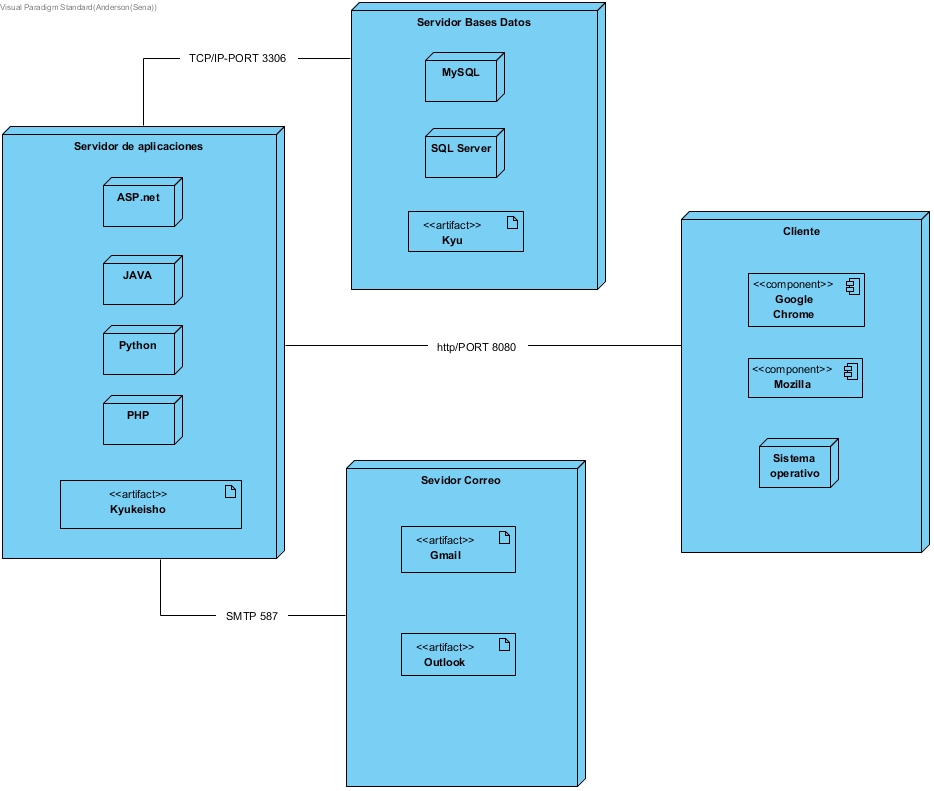 Visual Paradigm Standard(Anderson(Sena))
Servidor Bases Datos
TCP/IP-PORT 3306
MySQL
SQL Server
<<artifact>>
Kyu
Servidor de aplicaciones
ASP.net
JAVA
Python
PHP
<<artifact>>
Kyukeisho
http/PORT 8080
Cliente
<<component>>
Google
Chrome
<<component>>
Mozilla
Sistema
operativo
Sevidor Correo
<<artifact>>
Gmail
SMTP 587
<<artifact>>
Outlook